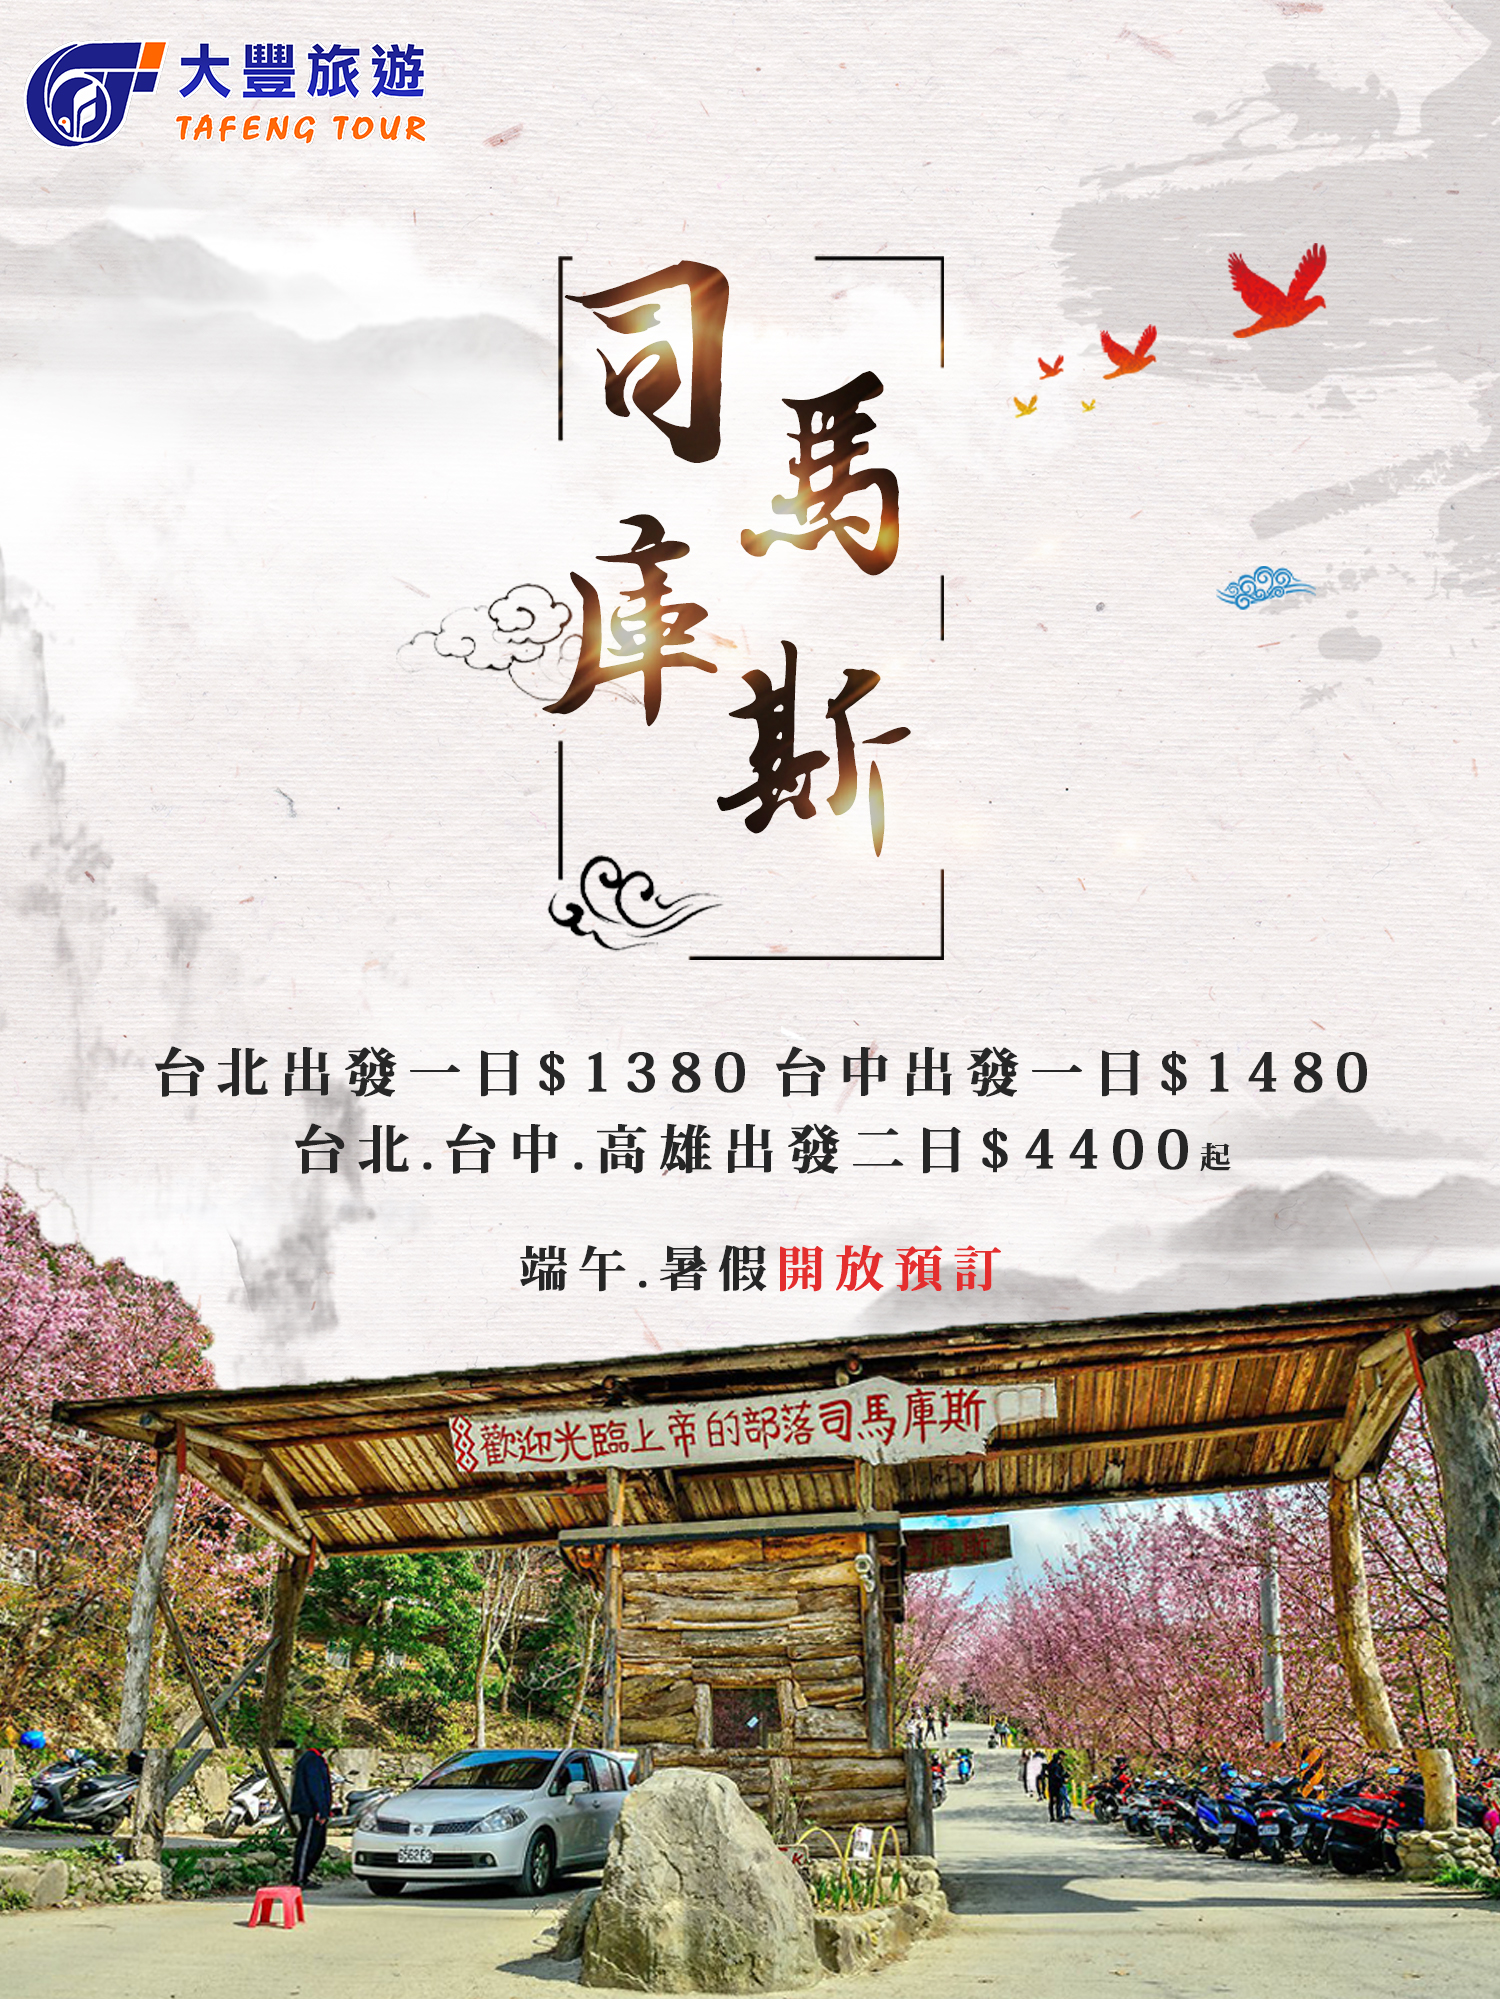 大豐旅遊
TAFENG TOUR
司馬庫斯
台北出發一日$1380 台中出發一日$1480
台北.台中.高雄出發二日$4400起
端午.暑假開放預訂
歡迎光臨上帝的部落司馬庫斯
馬庫斯